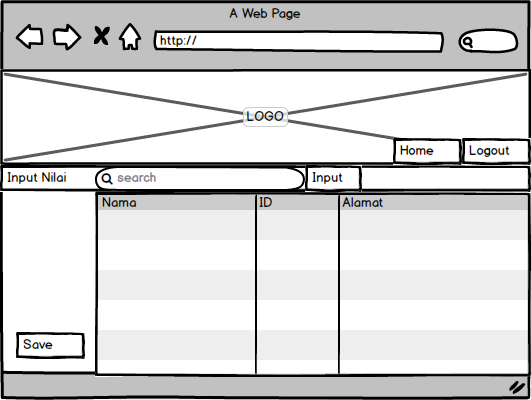 A Web Page
http://
LOGO
Home
Logout
Input Nilai
search
Input
Nama
ID
Alamat
Save